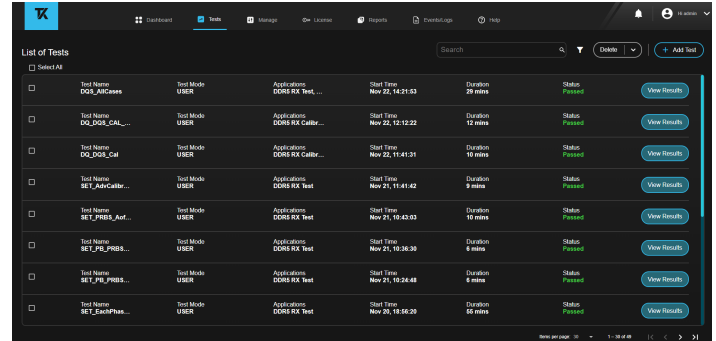 TK
Dashboard Tests Manage License Reports Events/Logs Help Hi admin
List of Tests Search Delete + Add Test
Select All
Test Name Test Mode Applications Start Time Duration Status
DQS_AllCases USER DDR5 RX Test, ... Nov 22, 14:21:53 29 mins Passed View Results
Test Name Test Mode Applications Start Time Duration Status
DQ_DQS_CAL_... USER DDR5 RX Calibr... Nov 22, 12:12:22 12 mins Passed View Results
Test Name Test Mode Applications Start Time Duration Status
DQ_DQS_Cal USER DDR5 RX Calibr... Nov 22, 11:41:31 10 mins Passed View Results
Test Name Test Mode Applications Start Time Duration Status
SET_AdvCalibr... USER DDR5 RX Test Nov 21, 11:41:42 9 mins Passed View Results
Test Name Test Mode Applications Start Time Duration Status
SET_PRBS_Aof... USER DDR5 RX Test Nov 21, 10:43:03 10 mins Passed View Results
Test Name Test Mode Applications Start Time Duration Status
SET_PB_PRBS... USER DDR5 RX Test Nov 21, 10:36:30 6 mins Passed View Results
Test Name Test Mode Applications Start Time Duration Status
SET_PB_PRBS... USER DDR5 RX Test Nov 21, 10:24:48 6 mins Passed View Results
Test Name Test Mode Applications Start Time Duration Status
SET_EachPhas... USER DDR5 RX Test Nov 20, 18:56:20 55 mins Passed View Results
Items per page 1 – 30 of 49